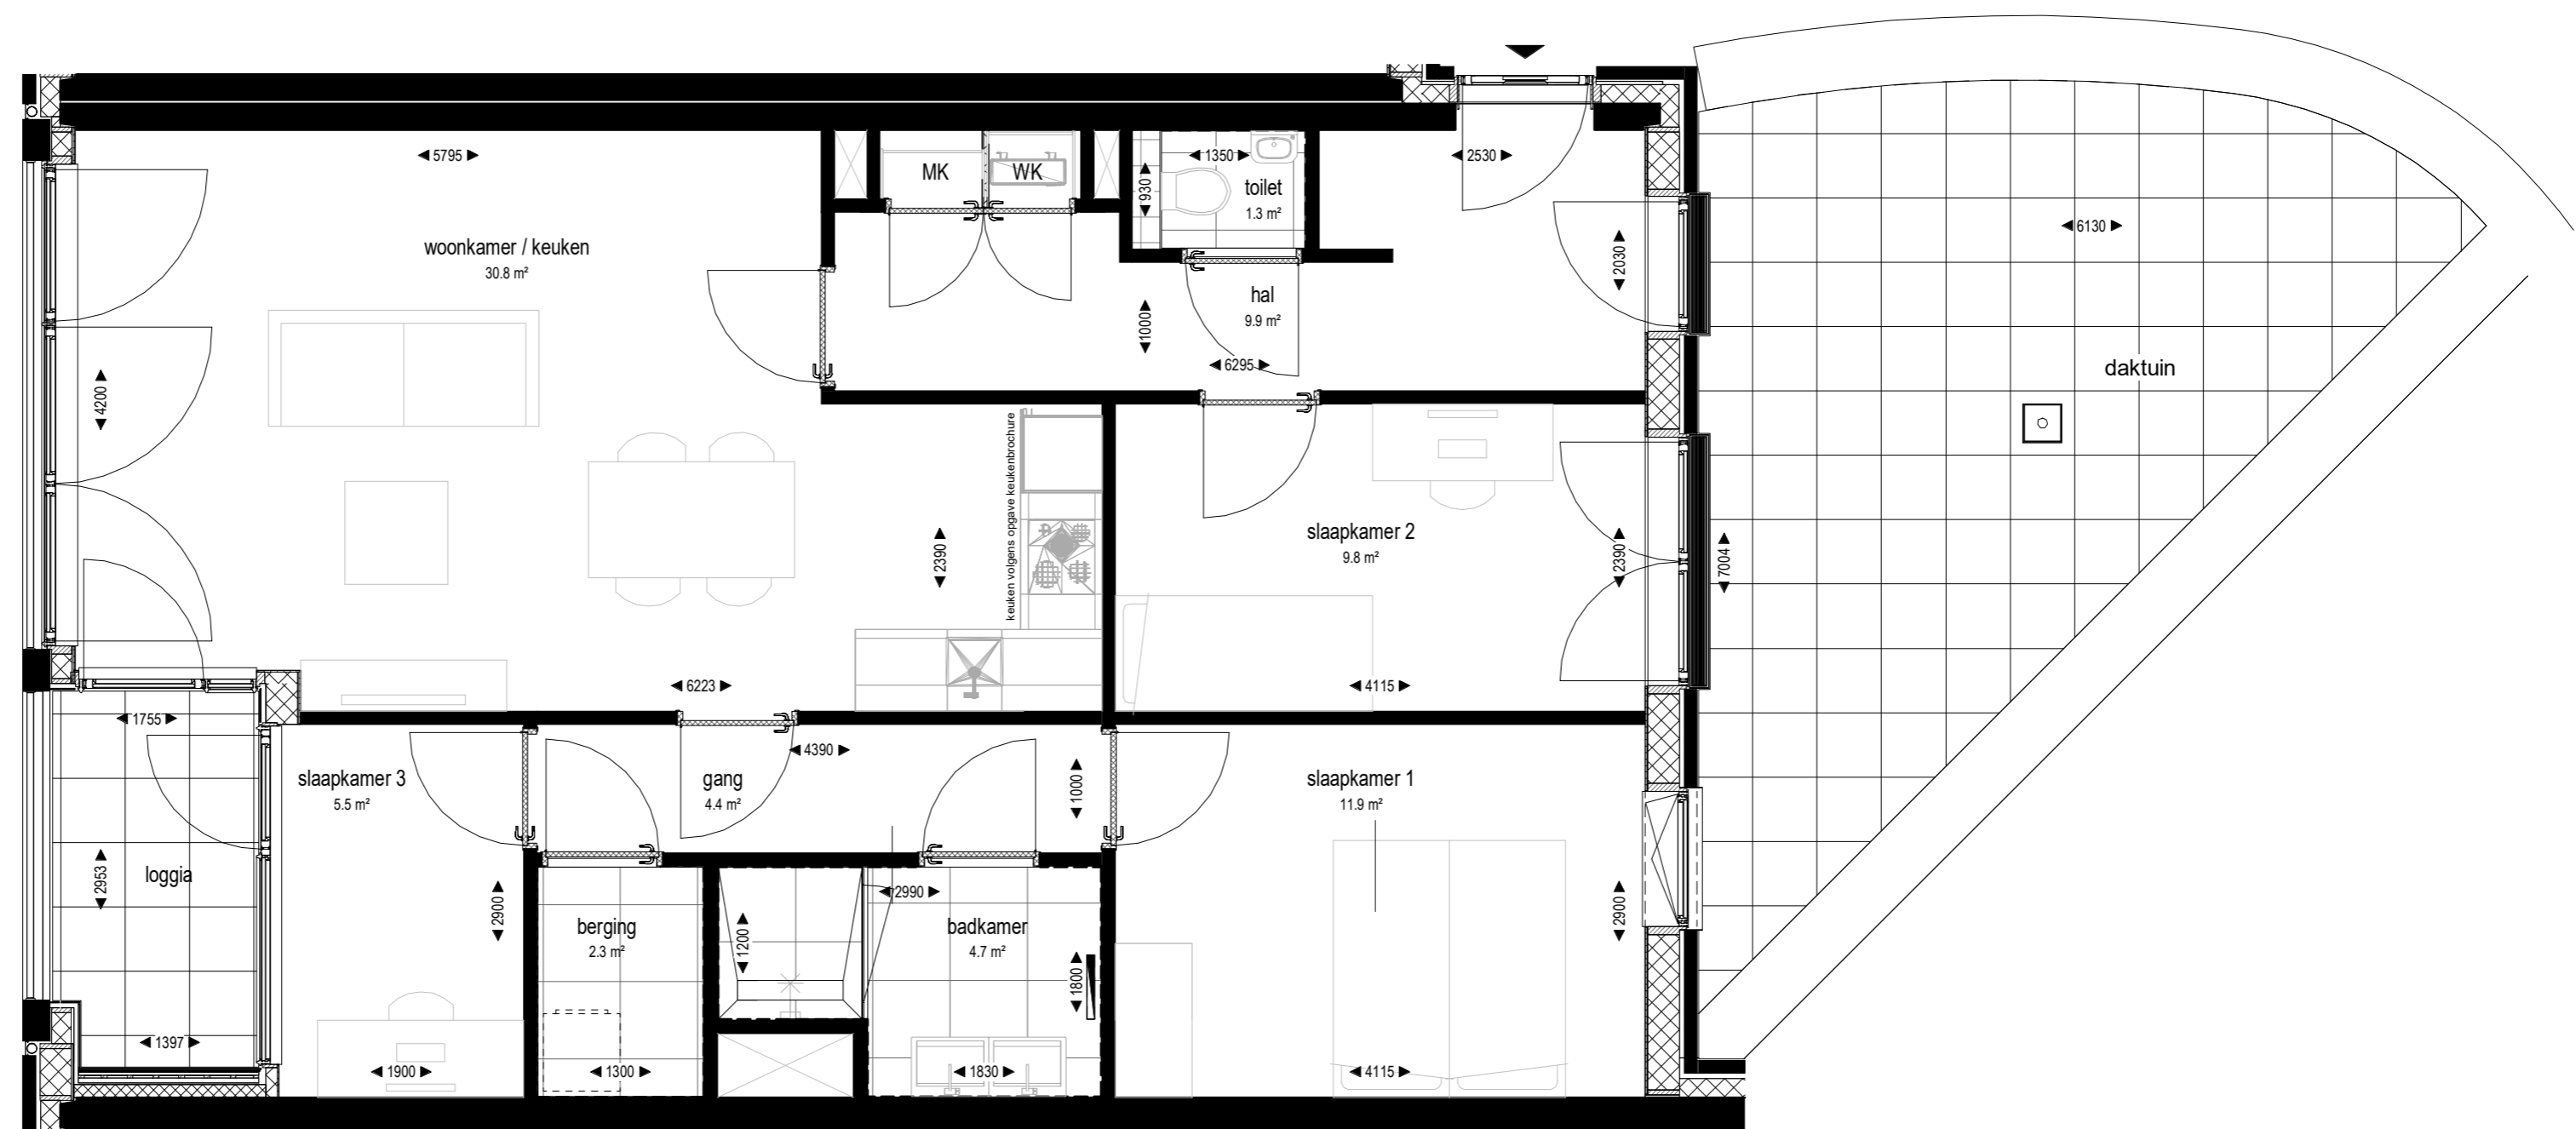 5795
MK
WK
1350
930
toilet
1.3 m²
2530
woonkamer / keuken
30.8 m²
2030
6130
hal
9.9 m²
1000
6295
daktuin
4200
keuken volgens opgave keukenbrochure
slaapkamer 2
9.8 m²
2390
2390
7004
6223
4115
1755
4390
slaapkamer 3
5.5 m²
gang
4.4 m²
1000
slaapkamer 1
11.9 m²
loggia
2953
2900
2990
berging
2.3 m²
1200
badkamer
4.7 m²
2900
1800
1397
1900
1300
1830
4115